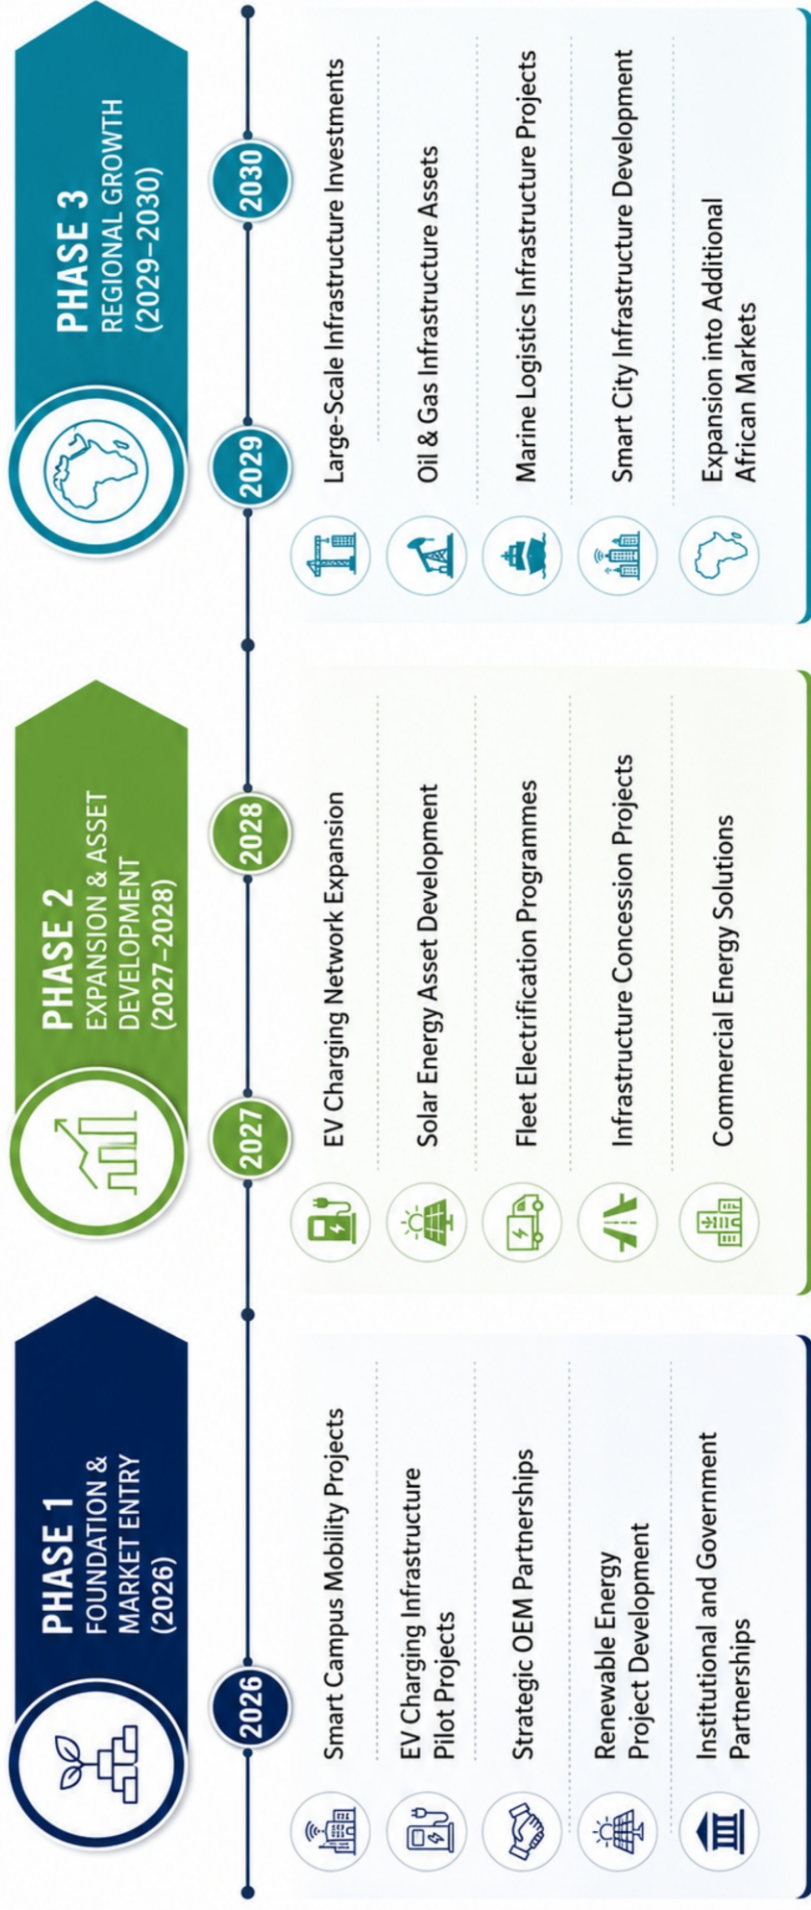 PHASE 1
FOUNDATION &
MARKET ENTRY
(2026)
PHASE 2
EXPANSION & ASSET
DEVELOPMENT
(2027–2028)
PHASE 3
REGIONAL GROWTH
(2029–2030)
2026
2027
2028
2029
2030
Smart Campus Mobility Projects
EV Charging Infrastructure
Pilot Projects
Strategic OEM Partnerships
Renewable Energy
Project Development
Institutional and Government
Partnerships
EV Charging Network Expansion
Solar Energy Asset Development
Fleet Electrification Programmes
Infrastructure Concession Projects
Commercial Energy Solutions
Large-Scale Infrastructure Investments
Oil & Gas Infrastructure Assets
Marine Logistics Infrastructure Projects
Smart City Infrastructure Development
Expansion into Additional
African Markets